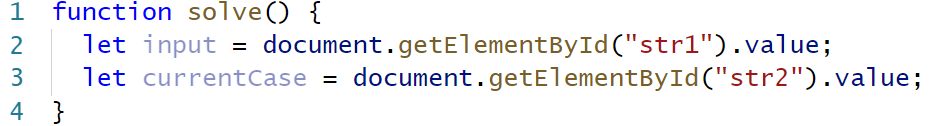 1 function solve() {
2   let input = document.getElementById("str1").value;
3   let currentCase = document.getElementById("str2").value;
4 }